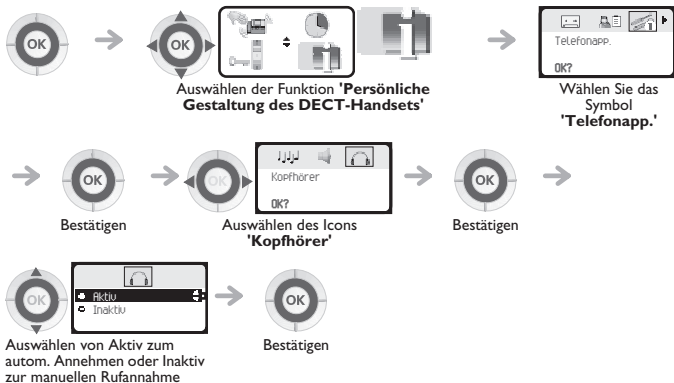 OK
OK
Auswählen der Funktion 'Persönliche
Gestaltung des DECT-Handsets'
Telefonapp.
OK?
Wählen Sie das
Symbol
'Telefonapp.'
OK
Bestätigen
OK
Kopfhörer
OK?
Auswählen des Icons
'Kopfhörer'
OK
Bestätigen
OK
Aktiv
Inaktiv
Auswählen von Aktiv zum
autom. Annehmen oder Inaktiv
zur manuellen Rufannahme
OK
Bestätigen